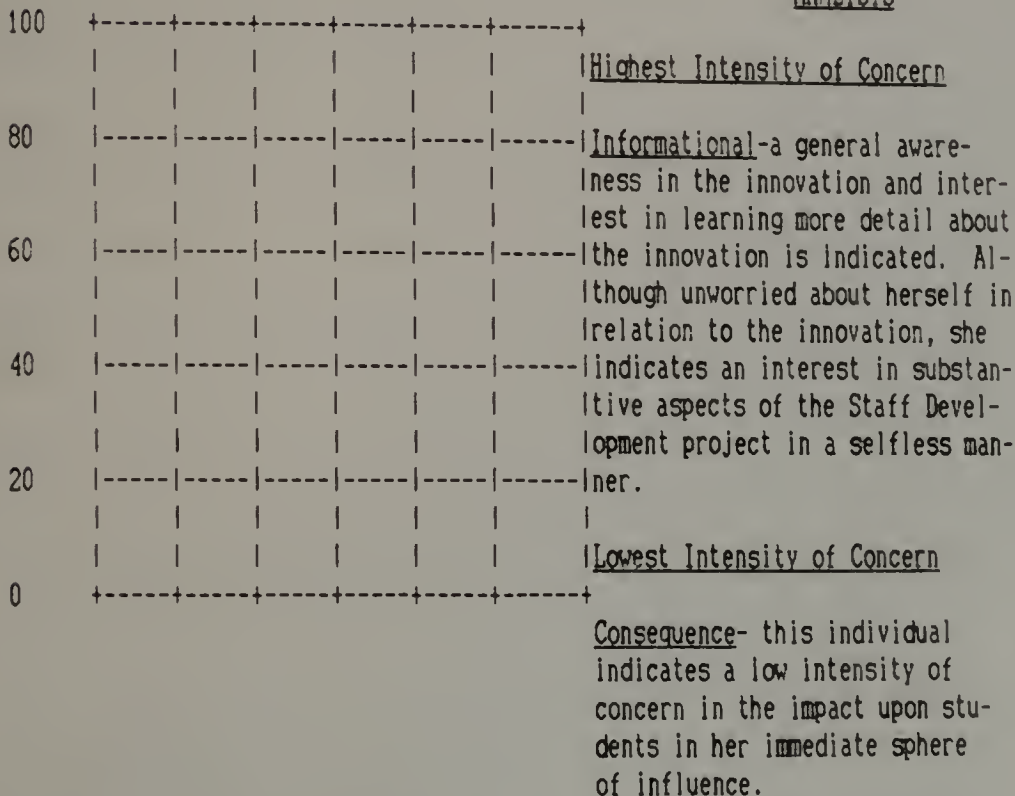 100
Highest Intensity of Concern
80
Informational-a general aware-
ness in the innovation and inter-
est in learning more detail about
60
the innovation is indicated. Al-
though unworried about herself in
relation to the innovation, she
40
indicates an interest in substan-
tive aspects of the Staff Devel-
opment project in a selfless man-
20
ner.
Lowest Intensity of Concern
0
Consequence- this individual
indicates a low intensity of
concern in the impact upon stu-
dents in her immediate sphere
of influence.